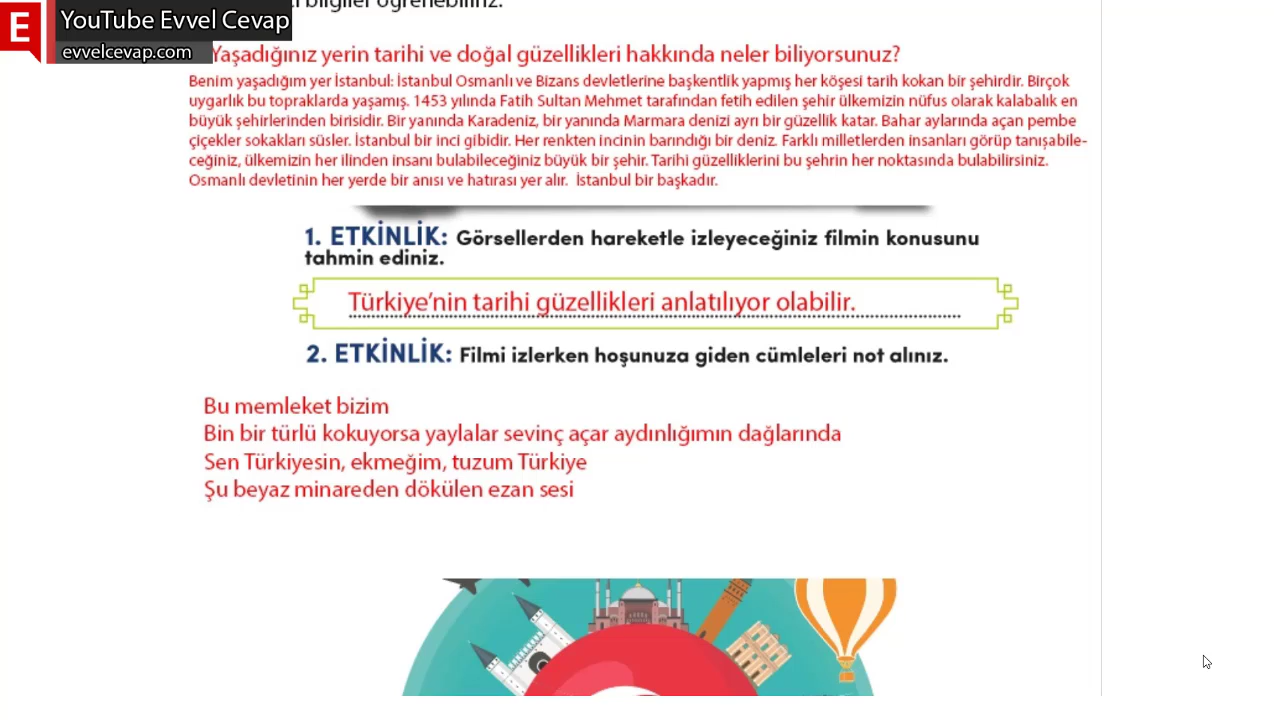 bilgiler öğrenebiliriz.
YouTube Evvel Cevap
evvelcevap.com
Yaşadığınız yerin tarihi ve doğal güzellikleri hakkında neler biliyorsunuz?
Benim yaşadığım yer İstanbul: İstanbul Osmanlı ve Bizans devletlerine başkentlik yapmış her köşesi tarih kokan bir şehirdir. Birçok
uygarlık bu topraklarda yaşamış. 1453 yılında Fatih Sultan Mehmet tarafından fetih edilen şehir ülkemizin nüfus olarak kalabalık en
büyük şehirlerinden birisidir. Bir yanında Karadeniz, bir yanında Marmara denizi ayrı bir güzellik katar. Bahar aylarında açan pembe
çiçekler sokakları süsler. İstanbul bir inci gibidir. Her renkten incinin barındığı bir deniz. Farklı milletlerden insanları görüp tanışabile-
ceğiniz, ülkemizin her ilinden insanı bulabileceğiniz büyük bir şehir. Tarihi güzelliklerini bu şehrin her noktasında bulabilirsiniz.
Osmanlı devletinin her yerde bir anısı ve hatırası yer alır. İstanbul bir başkadır.
1. ETKİNLİK: Görsellerden hareketle izleyeceğiniz filmin konusunu
tahmin ediniz.
Türkiye'nin tarihi güzellikleri anlatılıyor olabilir.
2. ETKİNLİK: Filmi izlerken hoşunuza giden cümleleri not alınız.
Bu memleket bizim
Bin bir türlü kokuyorsa yaylalar sevinç açar aydınlığımın dağlarında
Sen Türkiyesin, ekmeğim, tuzum Türkiye
Şu beyaz minareden dökülen ezan sesi